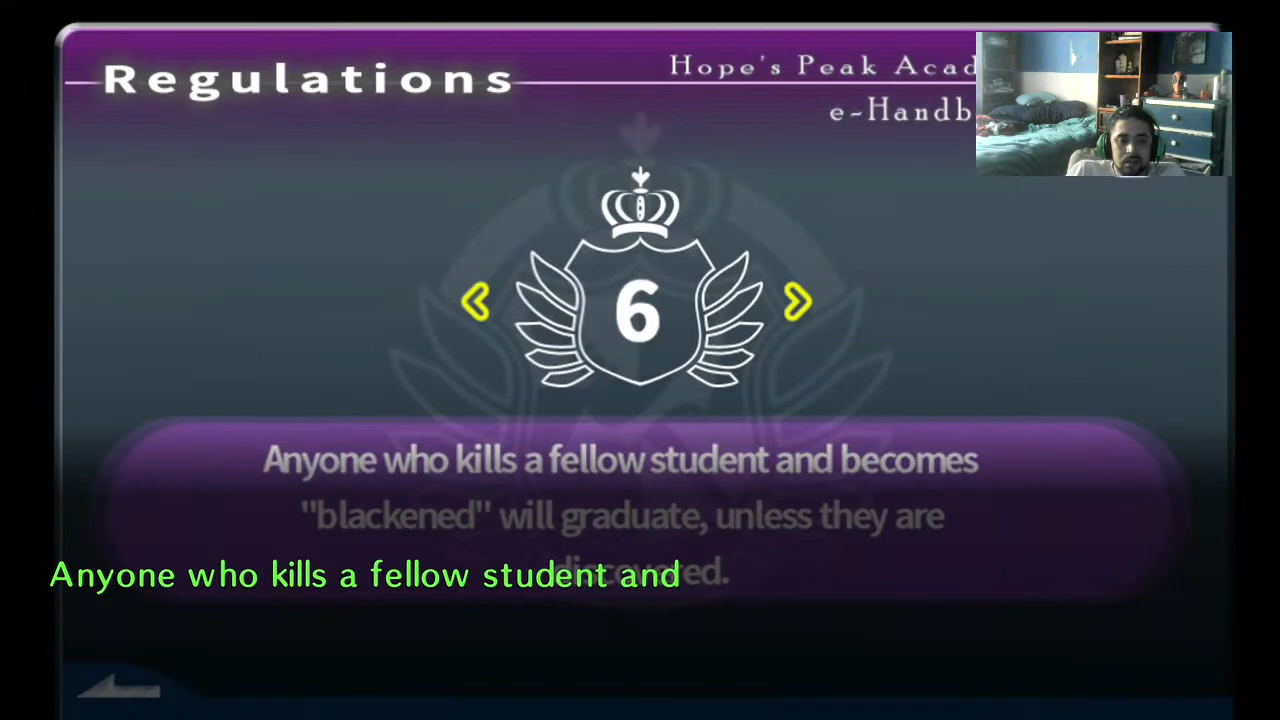 Regulations
Hope's Peak Acad
e-Handb
6
Anyone who kills a fellow student and becomes
"blackened" will graduate, unless they are
discovered.
Anyone who kills a fellow student and